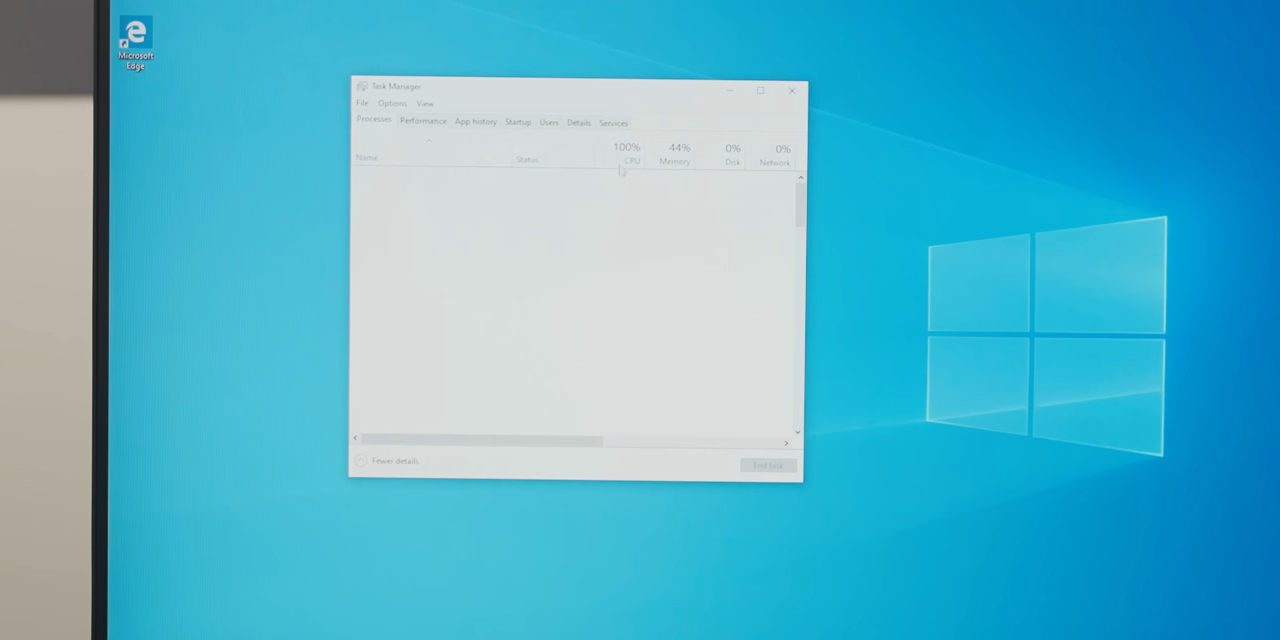 Microsoft
Edge
Task Manager
File Options View
Processes Performance App history Startup Users Details Services
100% 44% 0% 0%
Name Status CPU Memory Disk Network
Fewer details
End task